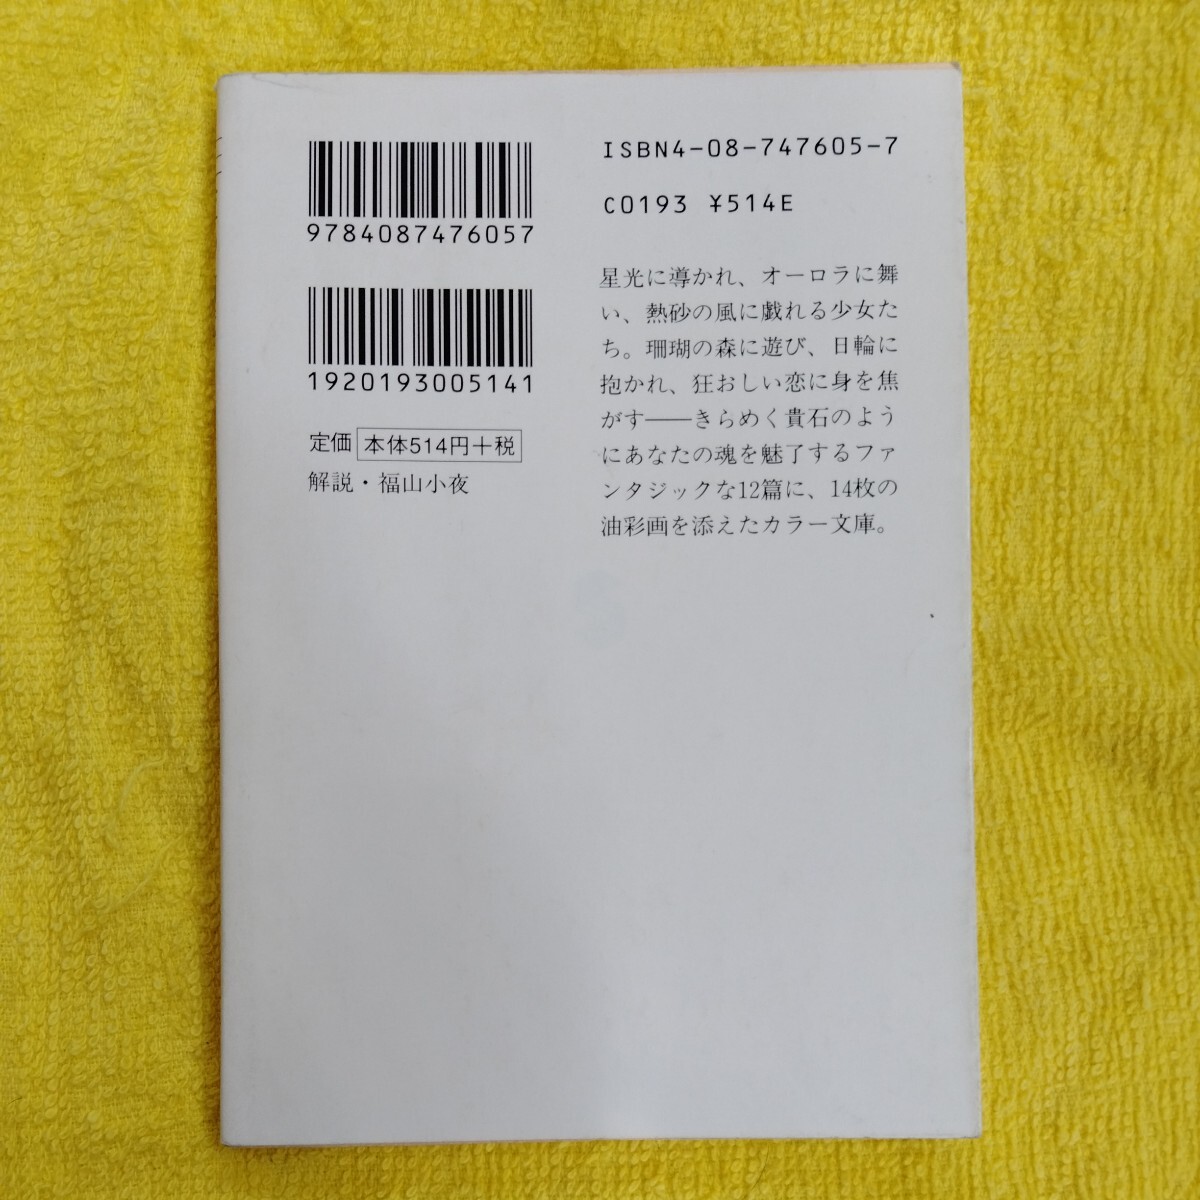 9784087476057
1920193005141
定価 本体514円+税
解説・福山小夜
ISBN4-08-747605-7
C0193 ¥514E
星光に導かれ、オーロラに舞
い、熱砂の風に戯れる少女た
ち。珊瑚の森に遊び、日輪に
抱かれ、狂おしい恋に身を焦
がす――きらめく貴石のよう
にあなたの魂を魅了するファ
ンタジックな12篇に、14枚の
油彩画を添えたカラー文庫。